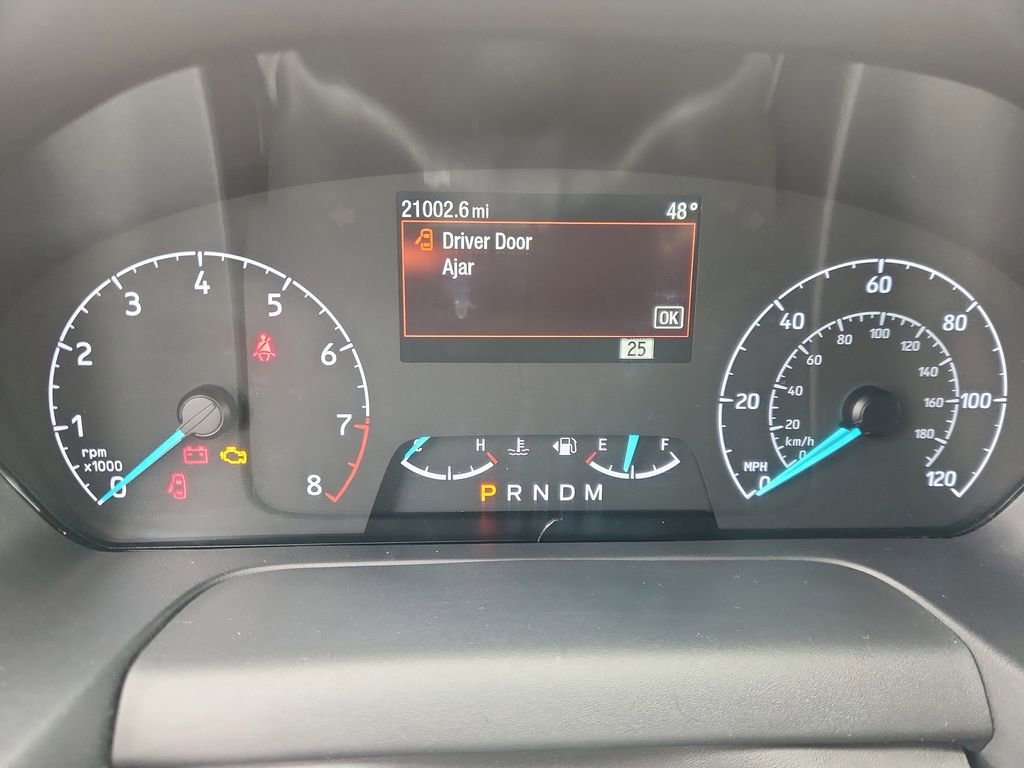 21002.6 mi 48°
Driver Door
Ajar
OK
25
0 1 2 3 4 5 6 7 8
rpm
x1000
C H
E F
P R N D M
0 20 40 60 80 100 120
MPH
0 20 40 60 80 100 120 140 160 180
km/h